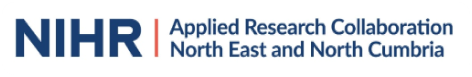 NIHR | Applied Research Collaboration
North East and North Cumbria